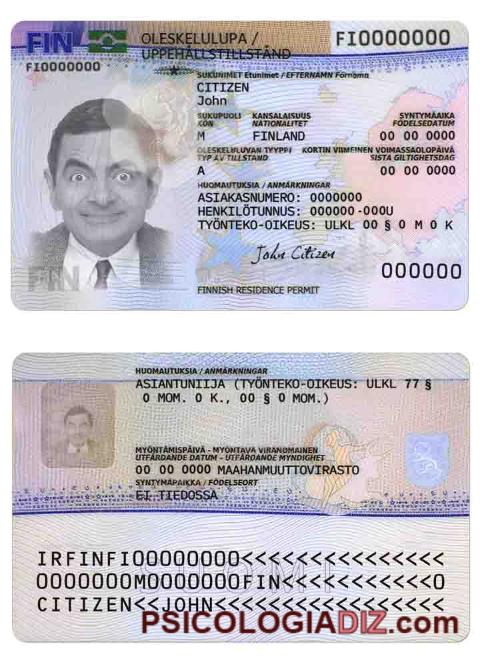 FIN
OLESKELULUPA /
UPPEHÅLLSTILLSTÅND
FI0000000
FI0000000
SUKUNIMET Etunimet / EFTERNAMN Förnamn
CITIZEN
John
SUKUPUOLI KANSALAISUUS SYNTYMÄAIKA
KÖN NATIONALITET FÖDELSEDATUM
M FINLAND 00 00 0000
OLESKELULUVAN TYYPPI KORTIN VIIMEINEN VOIMASSAOLOPÄIVÄ
TYP AV TILLSTÅND SISTA GILTIGHETSDAG
A 00 00 0000
HUOMAUTUKSIA / ANMÄRKNINGAR
ASIAKASNUMERO: 0000000
HENKILÖTUNNUS: 000000-000U
TYÖNTEKO-OIKEUS: ULKL 00 § 0 M 0 K
John Citizen
FIN
000000
FINNISH RESIDENCE PERMIT
HUOMAUTUKSIA / ANMÄRKNINGAR
ASIANTUNIIJA (TYÖNTEKO-OIKEUS: ULKL 77 §
0 MOM. 0 K., 00 § 0 MOM.)
MYÖNTÄMISPÄIVÄ - MYÖNTÄVÄ VIRANOMAINEN
UTFÄRDANDE DATUM - UTFÄRDANDE MYNDIGHET
00 00 0000 MAAHANMUUTTOVIRASTO
SYNTYMÄPAIKKA / FÖDELSEORT
EI TIEDOSSA
SUOMI
IRFINFI00000000<<<<<<<<<<<<<<<
0000000M0000000FIN<<<<<<<<<<<0
CITIZEN<<JOHN<<<<<<<<<<<<<<<<<
PSICOLOGIADIZ.com